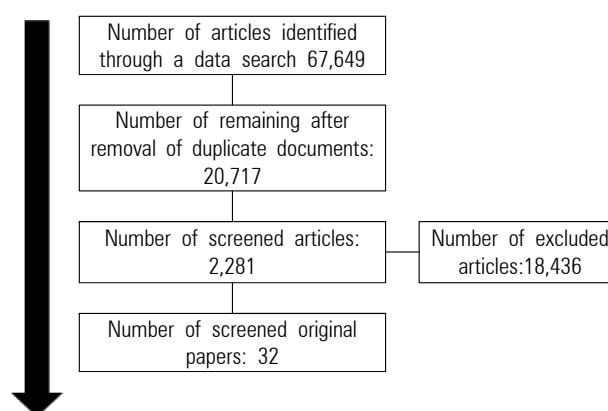 Number of articles identified
through a data search 67,649
Number of remaining after
removal of duplicate documents:
20,717
Number of screened articles:
2,281
Number of excluded
articles:18,436
Number of screened original
papers: 32